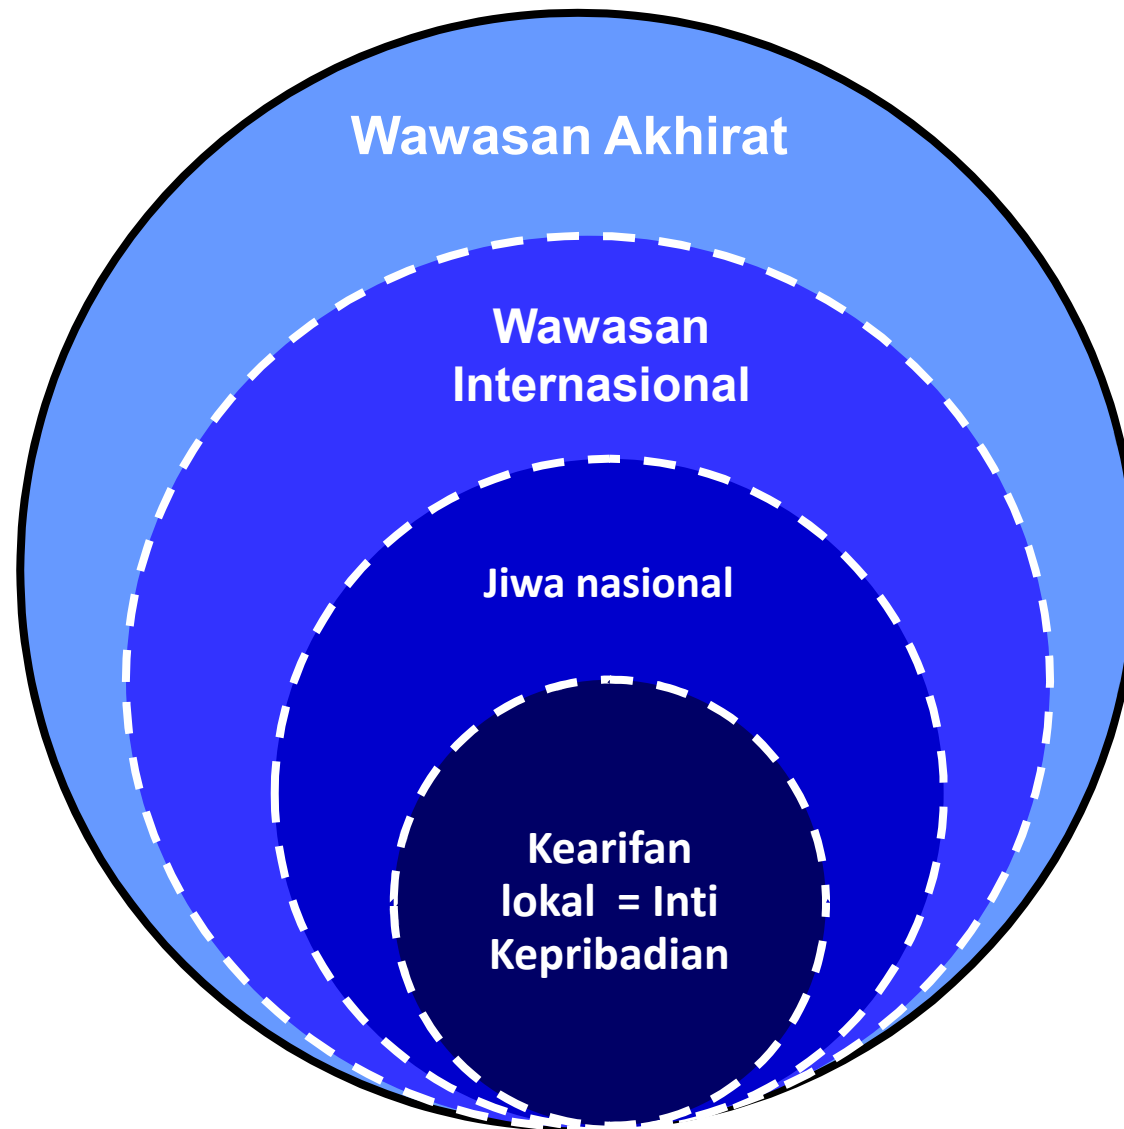 Wawasan Akhirat
Wawasan
Internasional
Jiwa nasional
Kearifan
lokal  = Inti
Kepribadian